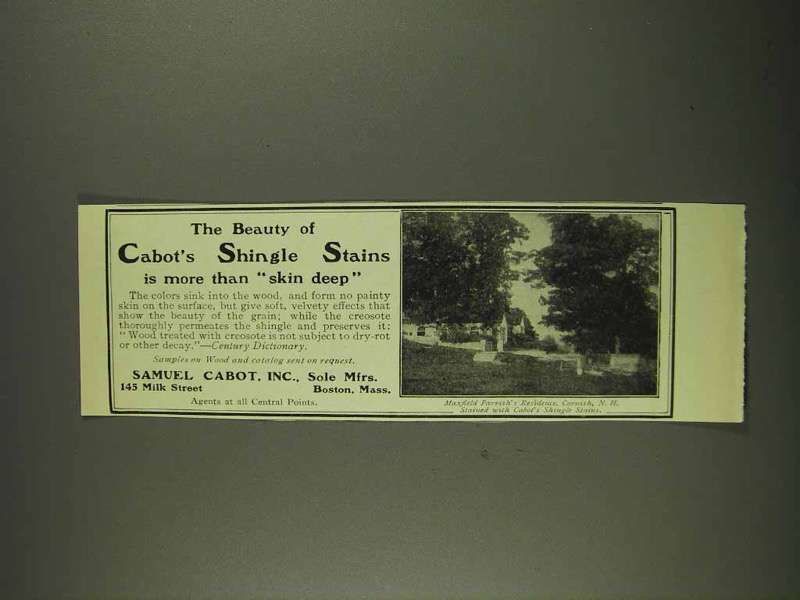 The Beauty of
Cabot's Shingle Stains
is more than "skin deep"
The colors sink into the wood, and form no painty
skin on the surface, but give soft, velvety effects that
show the beauty of the grain; while the creosote
thoroughly permeates the shingle and preserves it:
"Wood treated with creosote is not subject to dry-rot
or other decay."—Century Dictionary.
Samples on Wood and catalog sent on request.
SAMUEL CABOT, INC., Sole Mfrs.
145 Milk Street Boston, Mass.
Agents at all Central Points.
Maxfield Parrish's Residence, Cornish, N. H.
Stained with Cabot's Shingle Stains.